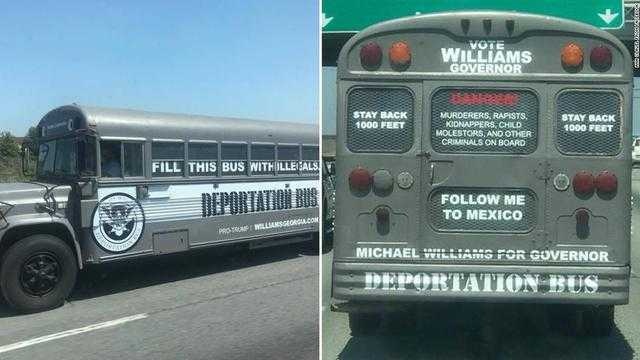 FILL THIS BUS WITH ILLEGALS.
DEPORTATION BUS
PRO-TRUMP! WILLIAMSGEORGIA.COM
VOTE
WILLIAMS
GOVERNOR
STAY BACK
1000 FEET
DANGER!
MURDERERS, RAPISTS,
KIDNAPPERS, CHILD
MOLESTORS, AND OTHER
CRIMINALS ON BOARD
STAY BACK
1000 FEET
FOLLOW ME
TO MEXICO
MICHAEL WILLIAMS FOR GOVERNOR
DEPORTATION BUS